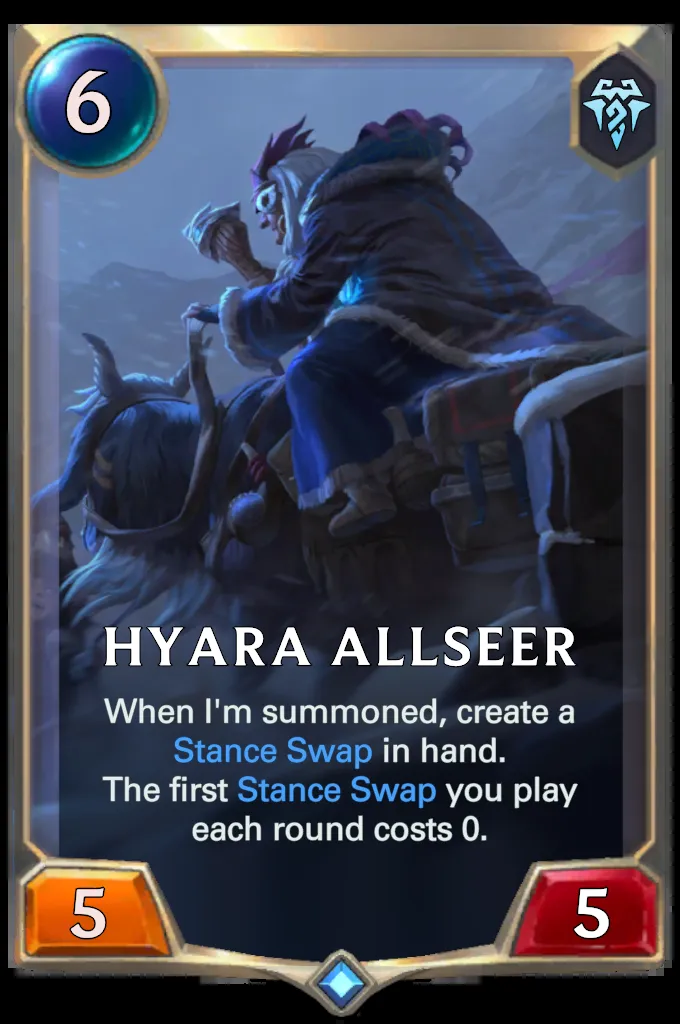 6
HYARA ALLSEER
When I'm summoned, create a
Stance Swap in hand.
The first Stance Swap you play
each round costs 0.
5
5